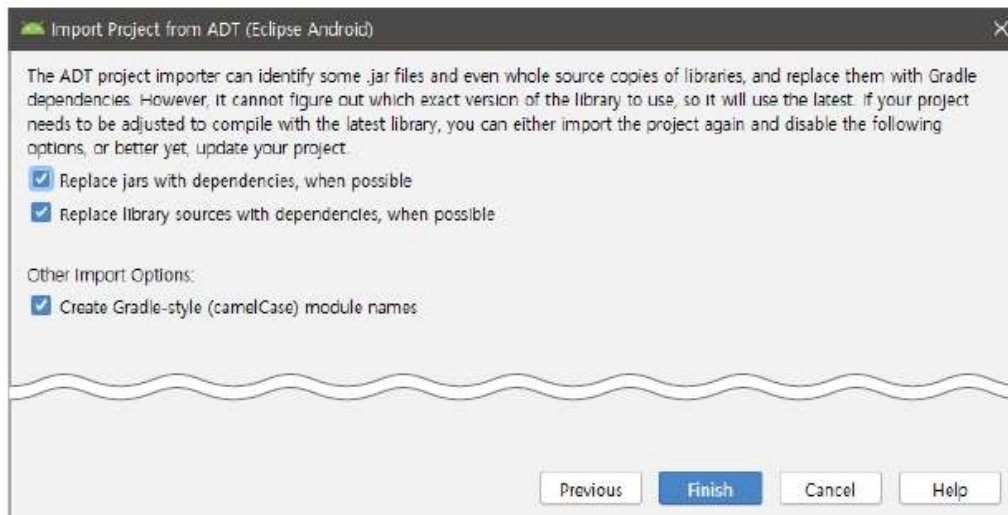 Import Project from ADT (Eclipse Android)
The ADT project importer can identify some .jar files and even whole source copies of libraries, and replace them with Gradle
dependencies. However, it cannot figure out which exact version of the library to use, so it will use the latest. If your project
needs to be adjusted to compile with the latest library, you can either import the project again and disable the following
options, or better yet, update your project.
Replace jars with dependencies, when possible
Replace library sources with dependencies, when possible
Other Import Options:
Create Gradle-style (camelCase) module names
Previous Finish Cancel Help